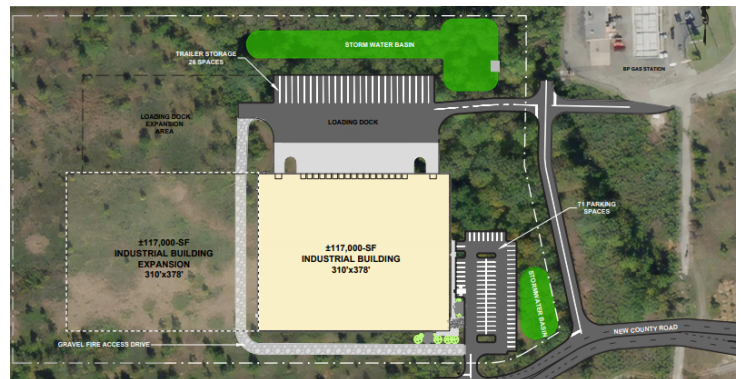 STORM WATER BASIN
TRAILER STORAGE
26 SPACES
BP GAS STATION
LOADING DOCK
EXPANSION
AREA
LOADING DOCK
71 PARKING
SPACES
±117,000-SF
INDUSTRIAL BUILDING
EXPANSION
310'x378'
±117,000-SF
INDUSTRIAL BUILDING
310'x378'
STORMWATER BASIN
NEW COUNTY ROAD
GRAVEL FIRE ACCESS DRIVE